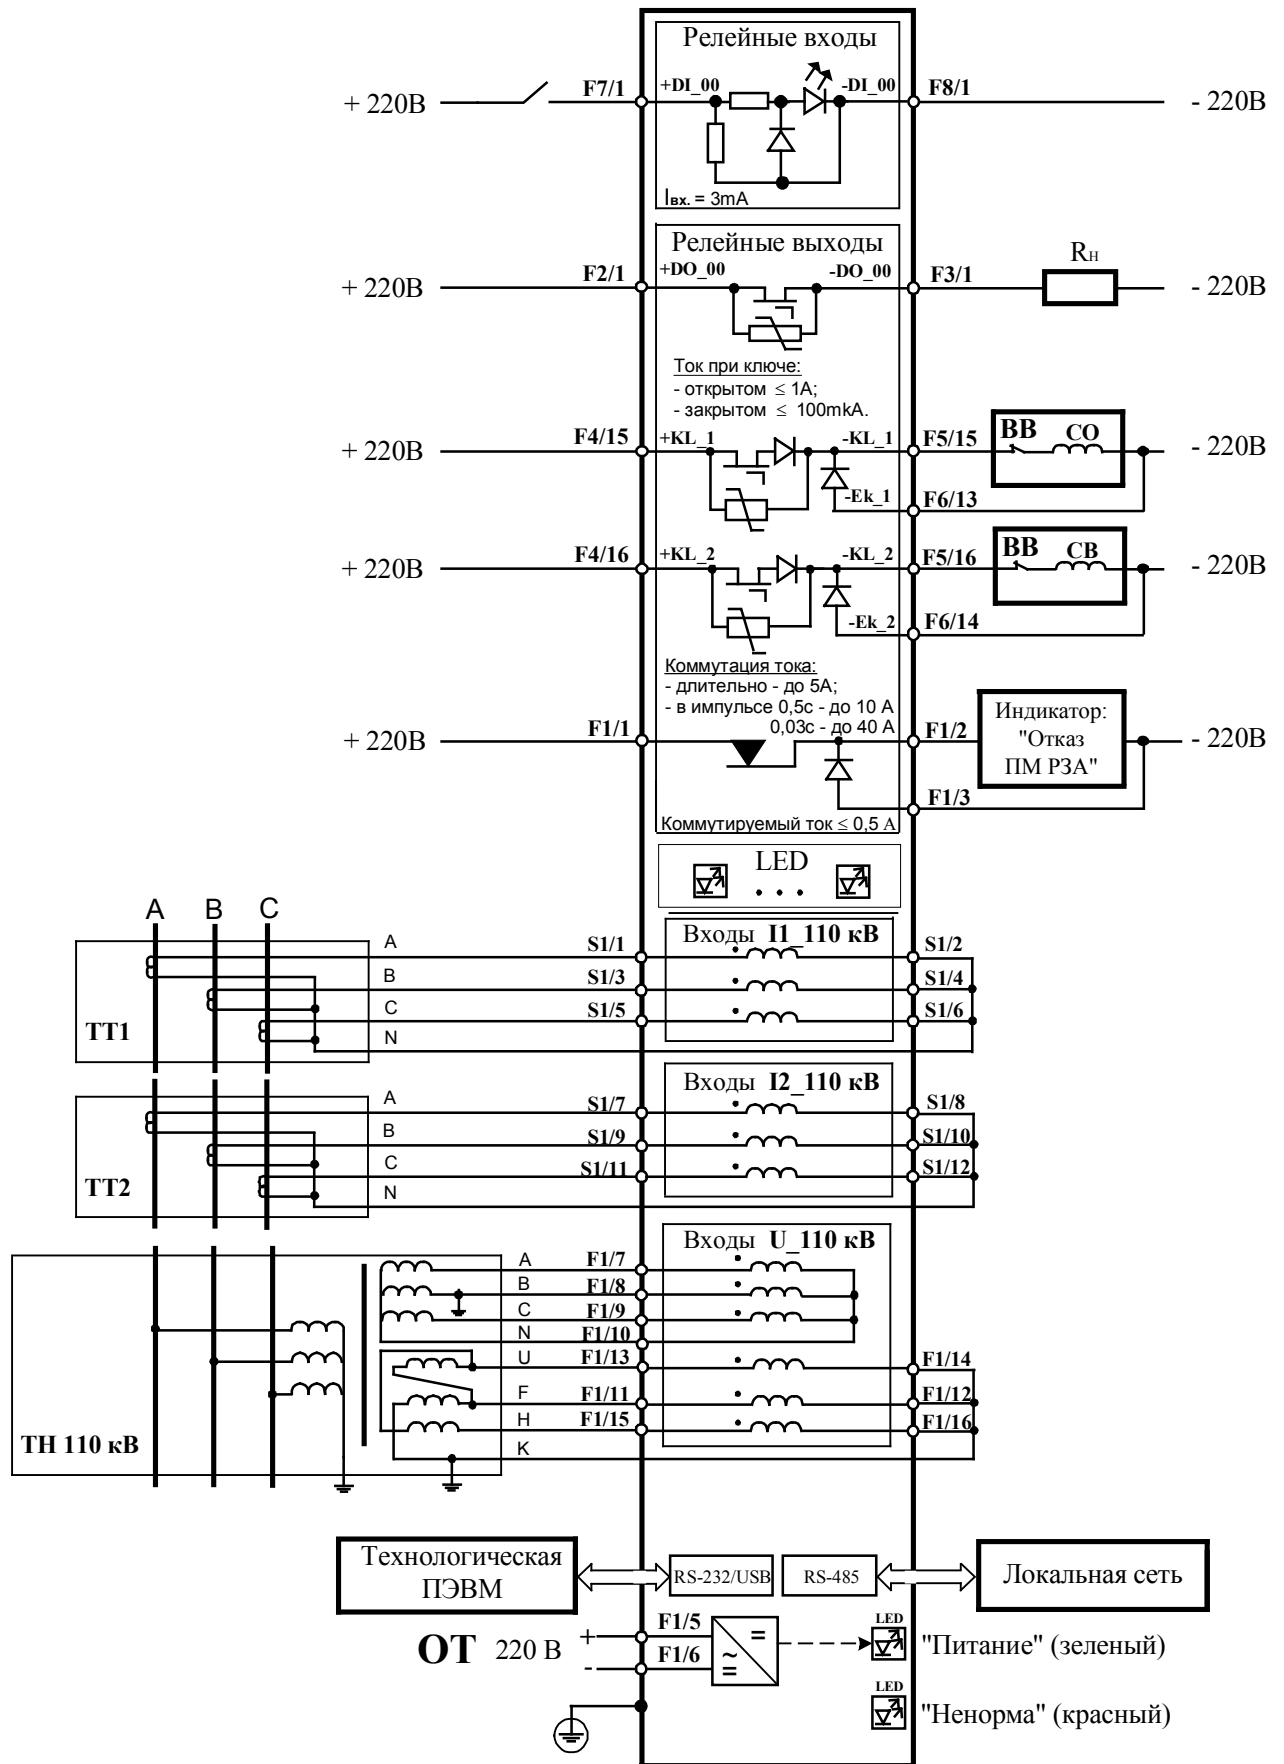 Релейные входы
+ 220В
F7/1
+DI_00
-DI_00
F8/1
- 220В
Iвх. = 3mA
Релейные выходы
+ 220В
F2/1
+DO_00
-DO_00
F3/1
Rн
- 220В
Ток при ключе:
- открытом ≤ 1А;
- закрытом ≤ 100mkA.
+ 220В
F4/15
+KL_1
-KL_1
F5/15
ВВ
СО
- 220В
-Ek_1
F6/13
+ 220В
F4/16
+KL_2
-KL_2
F5/16
ВВ
СВ
- 220В
-Ek_2
F6/14
Коммутация тока:
- длительно - до 5А;
- в импульсе 0,5с - до 10 А
0,03с - до 40 А
+ 220В
F1/1
F1/2
Индикатор:
"Отказ
ПМ РЗА"
- 220В
F1/3
Коммутируемый ток ≤ 0,5 А
LED
A
B
C
Входы I1_110 кВ
A
S1/1
S1/2
B
S1/3
S1/4
C
S1/5
S1/6
N
ТТ1
Входы I2_110 кВ
A
S1/7
S1/8
B
S1/9
S1/10
C
S1/11
S1/12
N
ТТ2
Входы U_110 кВ
A
F1/7
B
F1/8
C
F1/9
N
F1/10
U
F1/13
F1/14
F
F1/11
F1/12
H
F1/15
F1/16
K
ТН 110 кВ
Технологическая
ПЭВМ
RS-232/USB
RS-485
Локальная сеть
ОТ 220 В
+
-
F1/5
F1/6
=
~
=
LED
"Питание" (зеленый)
LED
"Ненорма" (красный)